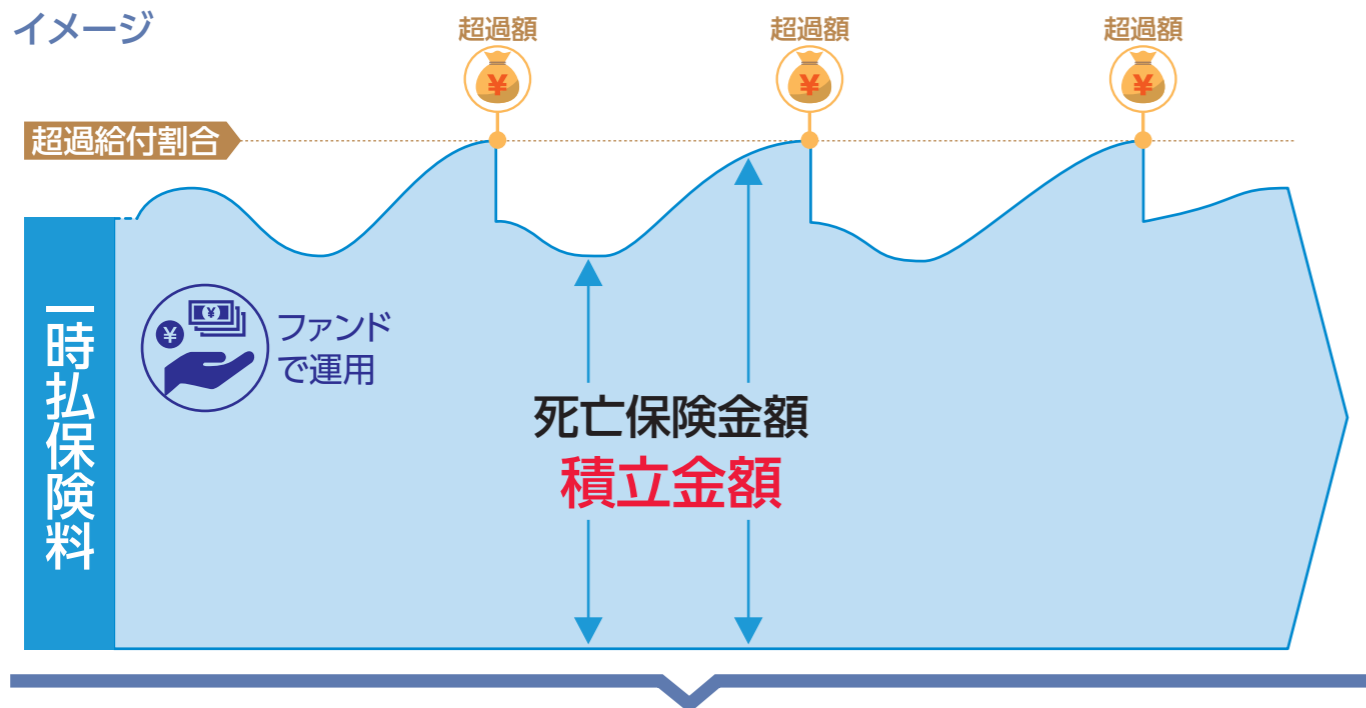 イメージ
超過額
超過額
超過額
¥
¥
¥
超過給付割合
一時払保険料
¥
¥
ファンド
で運用
死亡保険金額
積立金額